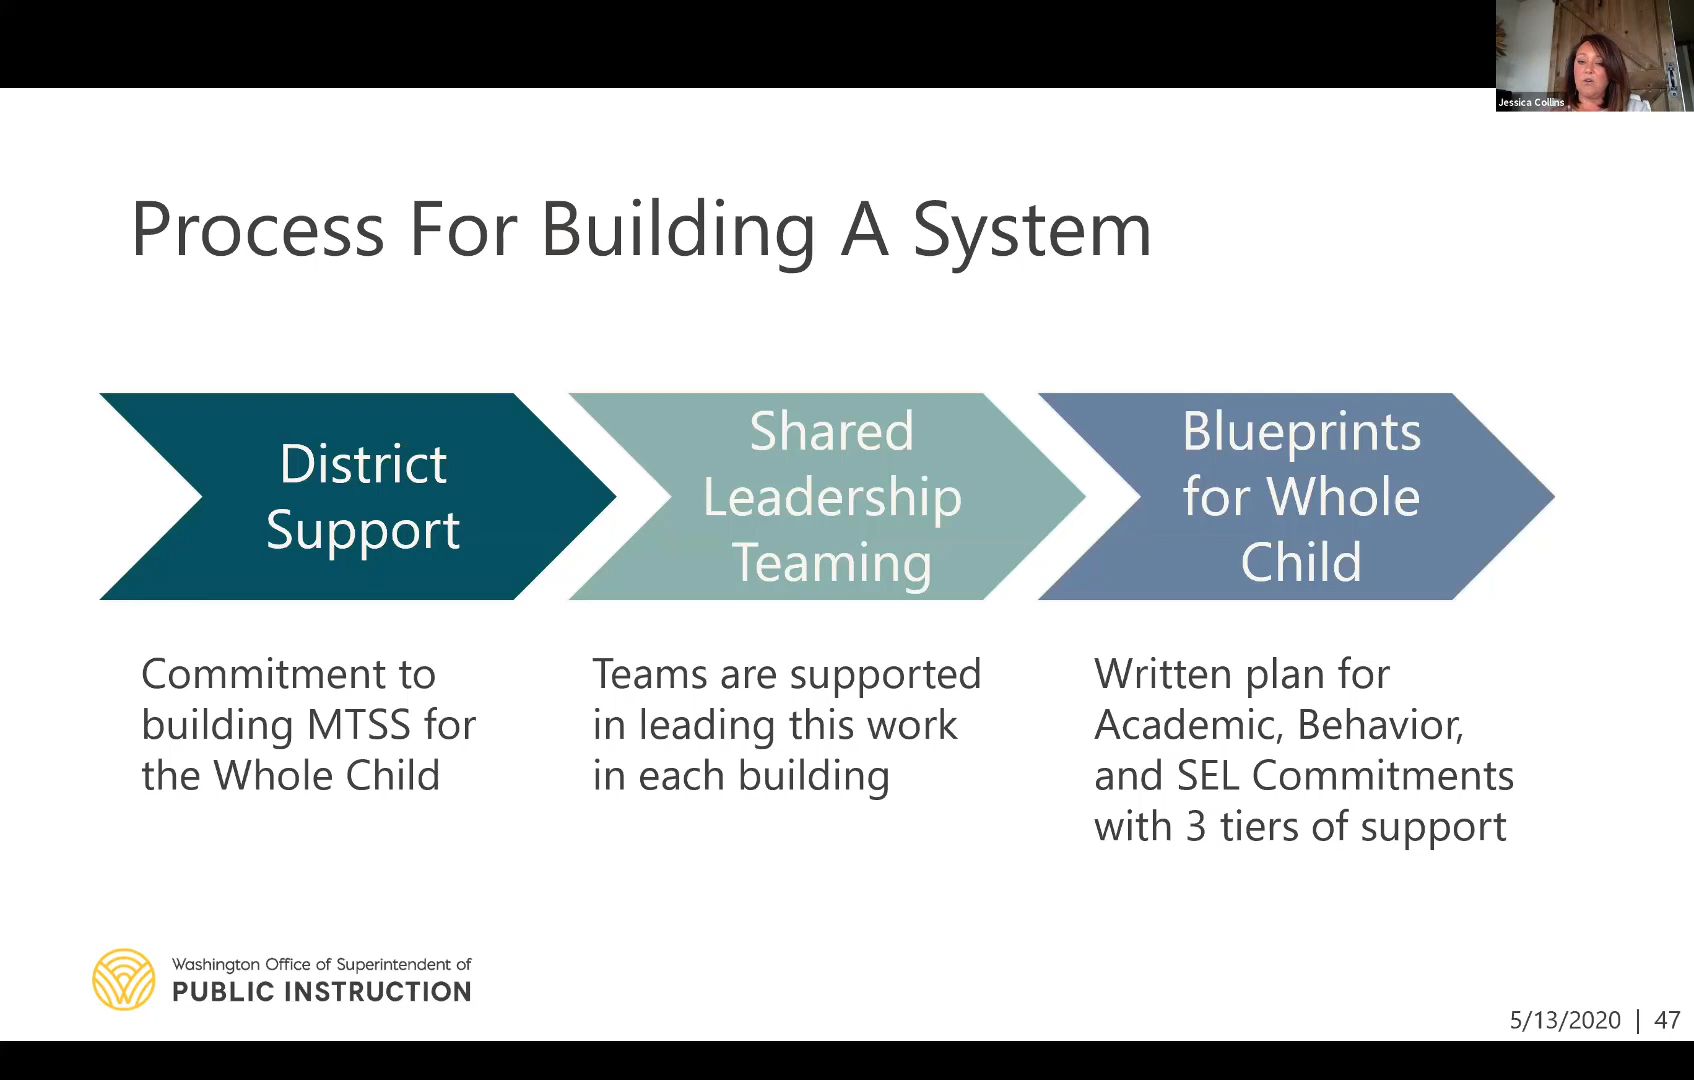 Jessica Collins
Process For Building A System
District
Support
Shared
Leadership
Teaming
Blueprints
for Whole
Child
Commitment to
building MTSS for
the Whole Child
Teams are supported
in leading this work
in each building
Written plan for
Academic, Behavior,
and SEL Commitments
with 3 tiers of support
Washington Office of Superintendent of
PUBLIC INSTRUCTION
5/13/2020 | 47